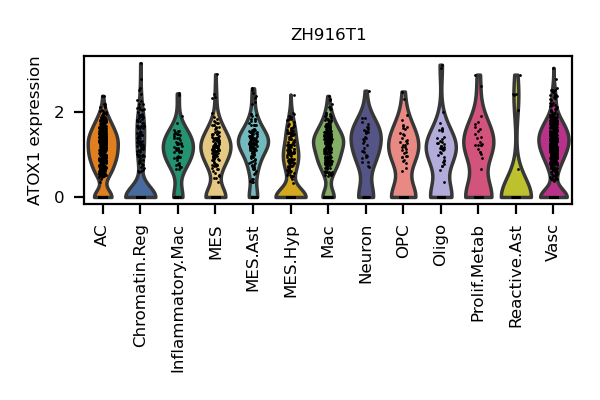 ZH916T1
ATOX1 expression
2
0
AC
Chromatin.Reg
Inflammatory.Mac
MES
MES.Ast
MES.Hyp
Mac
Neuron
OPC
Oligo
Prolif.Metab
Reactive.Ast
Vasc